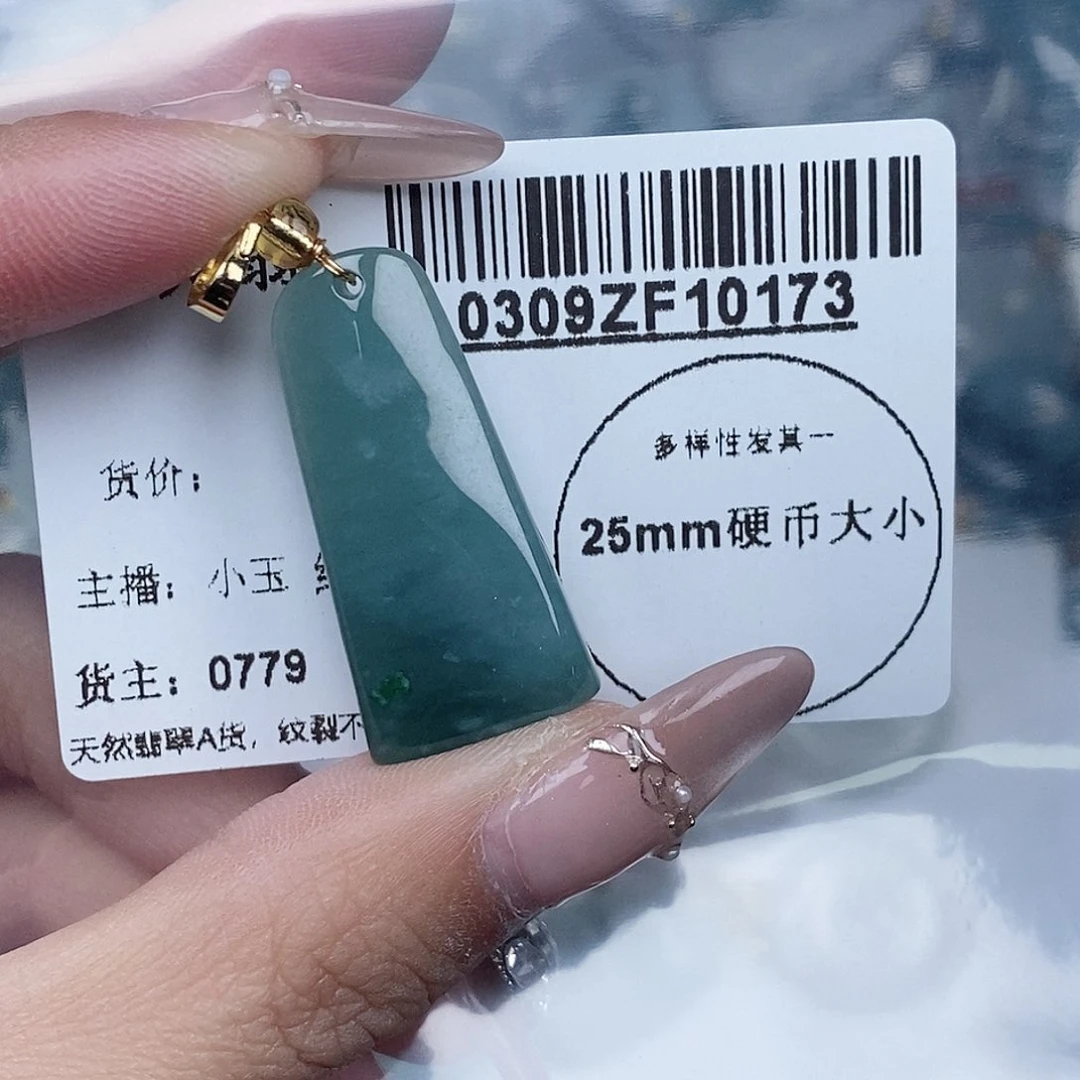 0309ZF10173
多样性发其一
25mm硬币大小
货价：
主播：小玉
货主：0779
天然翡翠A货，纹裂不